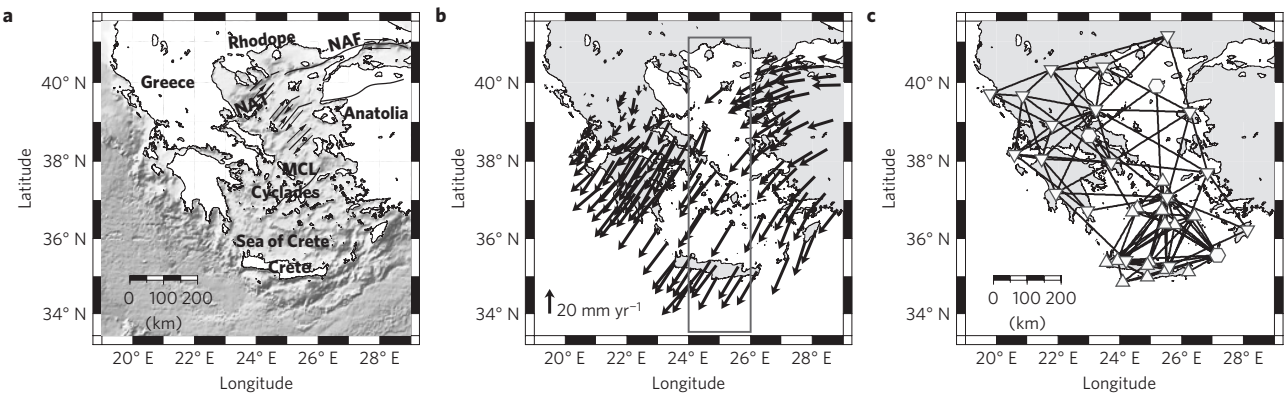 a
Rhodope
NAF
Greece
NAT
Anatolia
MCL
Cyclades
Sea of Crete
Crete
0 100 200
(km)
40° N
38° N
36° N
34° N
Latitude
20° E 22° E 24° E 26° E 28° E
Longitude
b
20 mm yr⁻¹
40° N
38° N
36° N
34° N
Latitude
20° E 22° E 24° E 26° E 28° E
Longitude
c
0 100 200
(km)
40° N
38° N
36° N
34° N
Latitude
20° E 22° E 24° E 26° E 28° E
Longitude